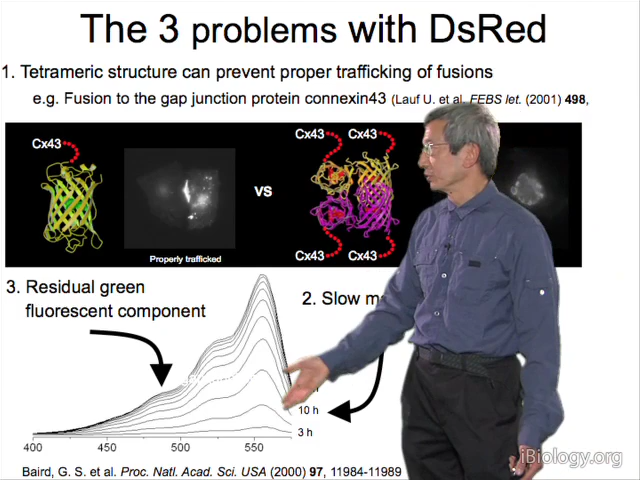 The 3 problems with DsRed
1. Tetrameric structure can prevent proper trafficking of fusions
e.g. Fusion to the gap junction protein connexin43 (Lauf U. et al. FEBS let. (2001) 498,
Cx43
Cx43 Cx43
vs
Cx43 Cx43
Properly trafficked
3. Residual green
fluorescent component
2. Slow m
10 h
3 h
400 450 500 550
Baird, G. S. et al. Proc. Natl. Acad. Sci. USA (2000) 97, 11984-11989
iBiology.org